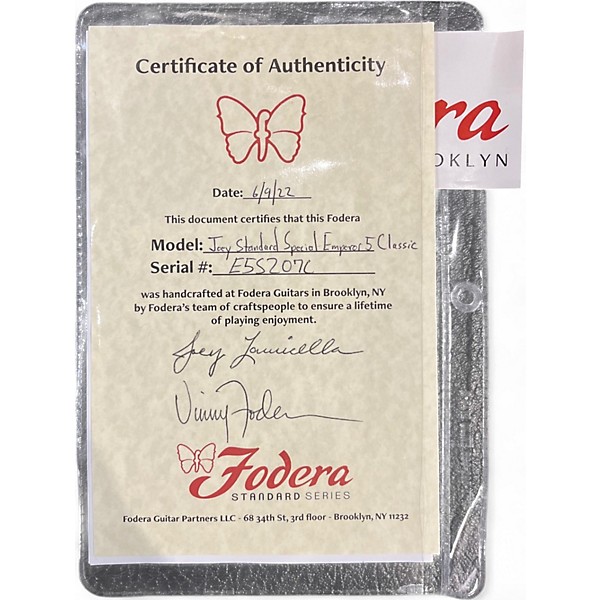 Certificate of Authenticity
Date: 6/9/22
This document certifies that this Fodera
Model: Joey Standard Special Emperor 5 Classic
Serial #: E5S207C
was handcrafted at Fodera Guitars in Brooklyn, NY
by Fodera's team of craftspeople to ensure a lifetime
of playing enjoyment.
Joey Lauricella
Vinny Fodera
Fodera
STANDARD SERIES
Fodera Guitar Partners LLC - 68 34th St, 3rd floor - Brooklyn, NY 11232
ra
OKLYN